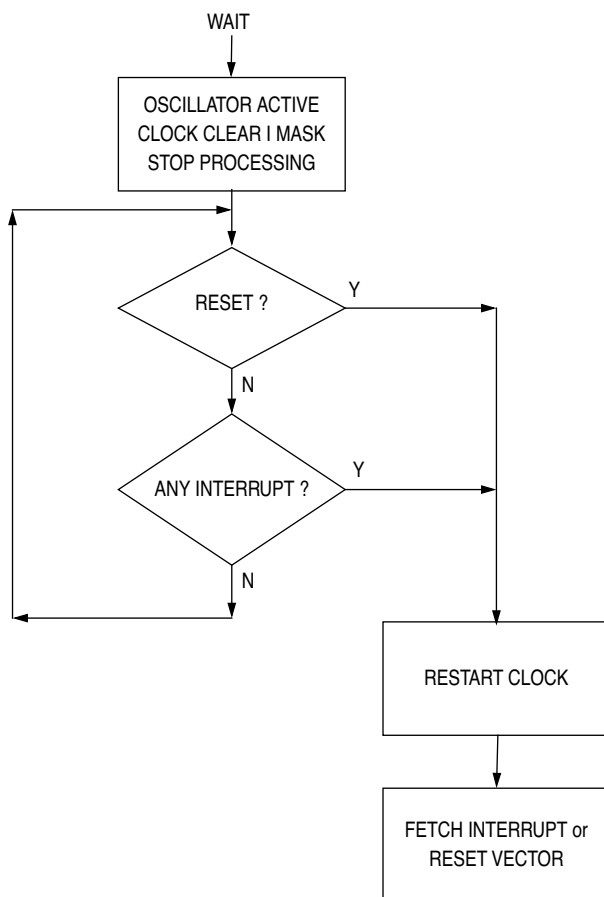 WAIT
OSCILLATOR ACTIVE
CLOCK CLEAR I MASK
STOP PROCESSING
RESET ?
Y
N
ANY INTERRUPT ?
Y
N
RESTART CLOCK
FETCH INTERRUPT or
RESET VECTOR